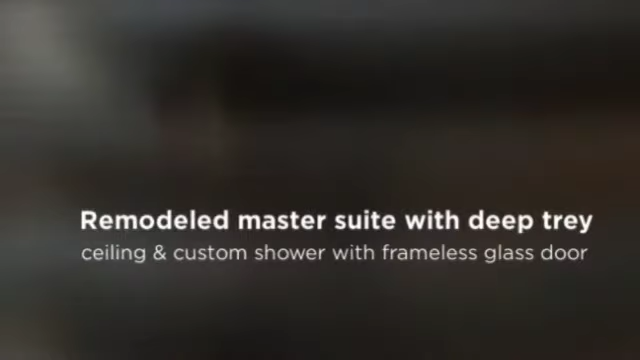 Remodeled master suite with deep trey
ceiling & custom shower with frameless glass door